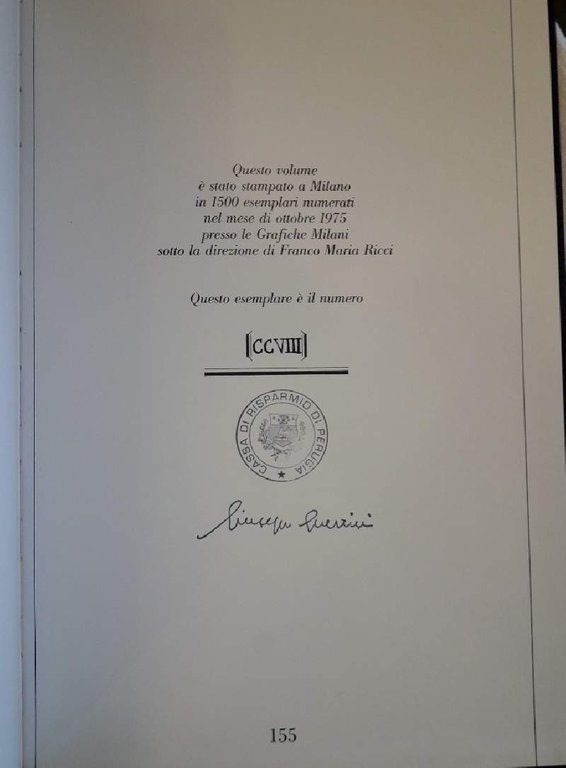 Questo volume
è stato stampato a Milano
in 1500 esemplari numerati
nel mese di ottobre 1975
presso le Grafiche Milani
sotto la direzione di Franco Maria Ricci
Questo esemplare è il numero
[CCVIII]
CASSA DI RISPARMIO DI PERUGIA
Giuseppe
155